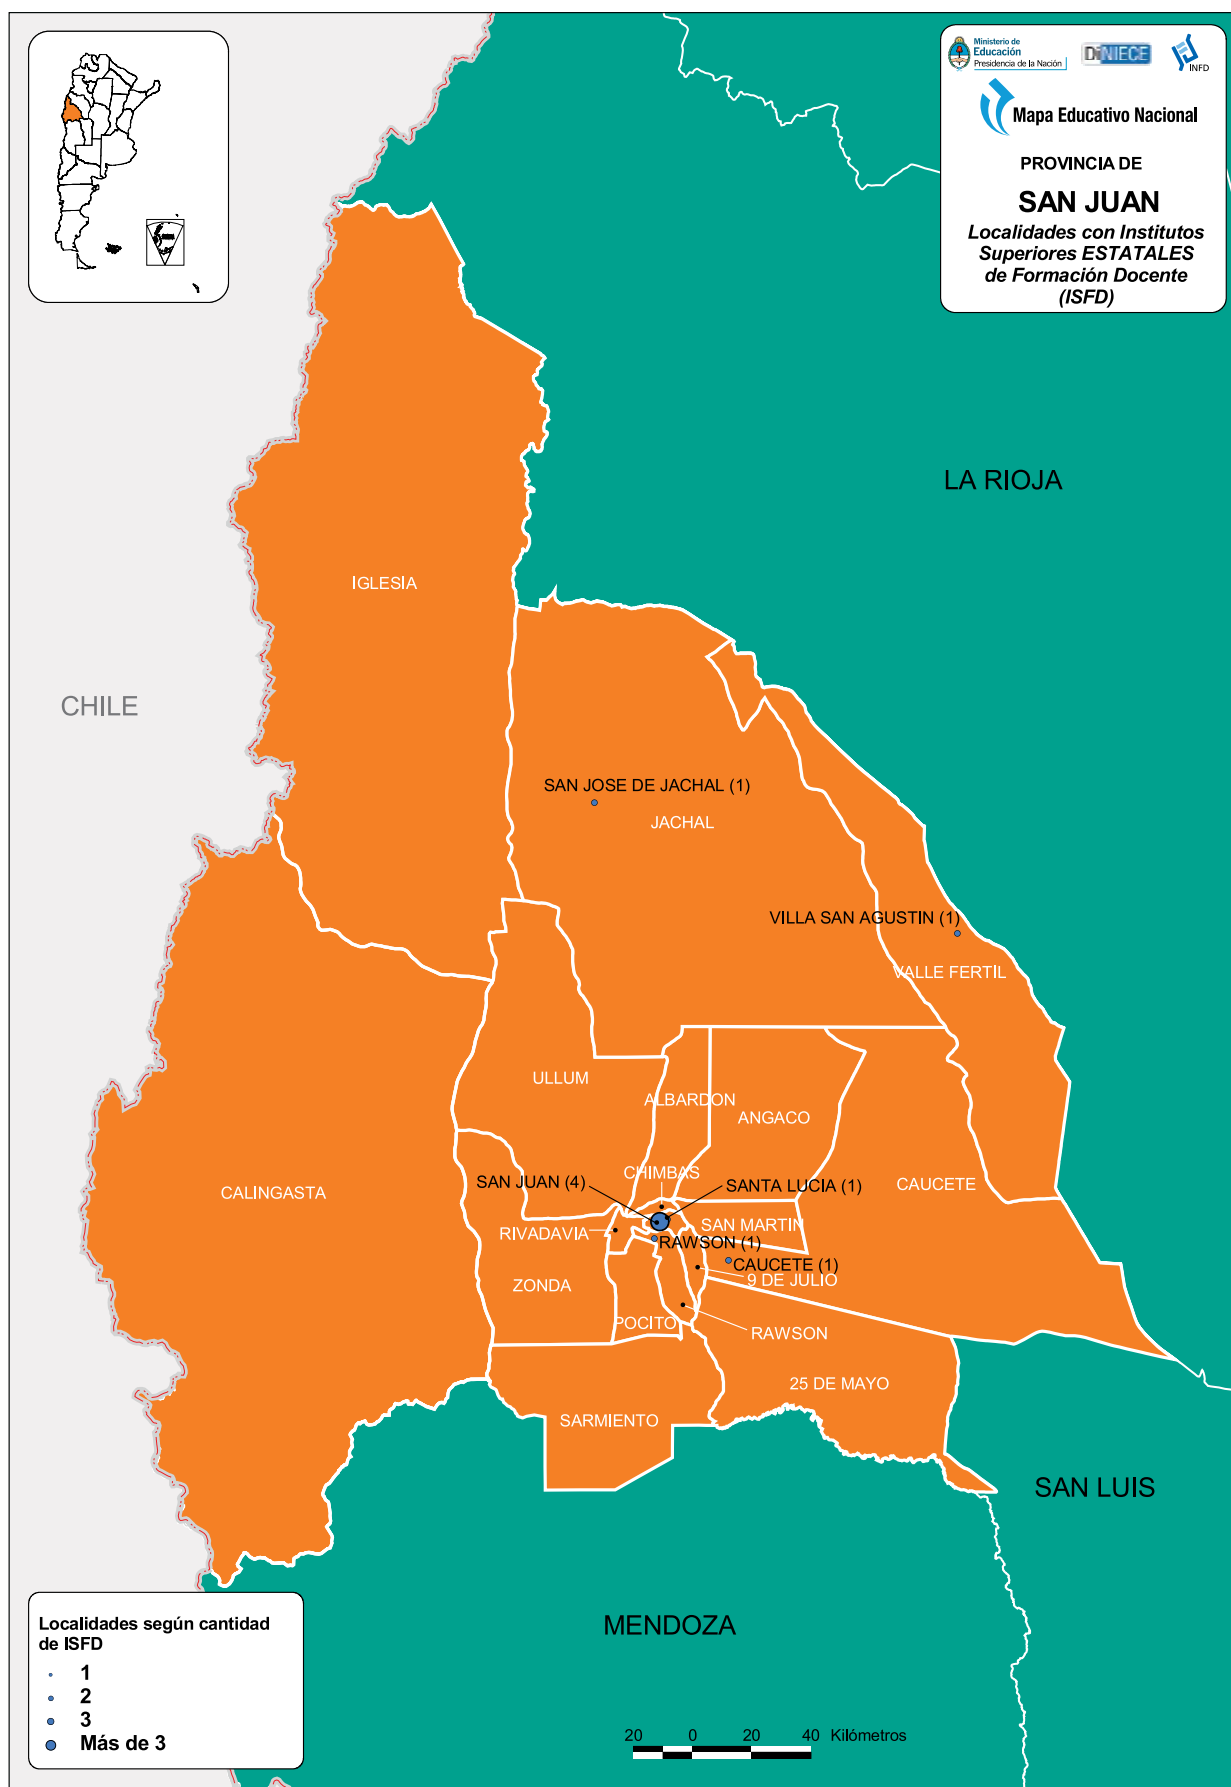 Ministerio de
Educación
Presidencia de la Nación
DiNIECE
INFD
Mapa Educativo Nacional
PROVINCIA DE
SAN JUAN
Localidades con Institutos
Superiores ESTATALES
de Formación Docente
(ISFD)
LA RIOJA
IGLESIA
CHILE
SAN JOSE DE JACHAL (1)
JACHAL
VILLA SAN AGUSTIN (1)
VALLE FERTIL
ULLUM
ALBARDON
ANGACO
CHIMBAS
SAN JUAN (4)
SANTA LUCIA (1)
CAUCETE
CALINGASTA
RIVADAVIA
SAN MARTIN
RAWSON (1)
CAUCETE (1)
9 DE JULIO
ZONDA
POCITO
RAWSON
25 DE MAYO
SARMIENTO
SAN LUIS
MENDOZA
Localidades según cantidad
de ISFD
1
2
3
Más de 3
20 0 20 40 Kilómetros